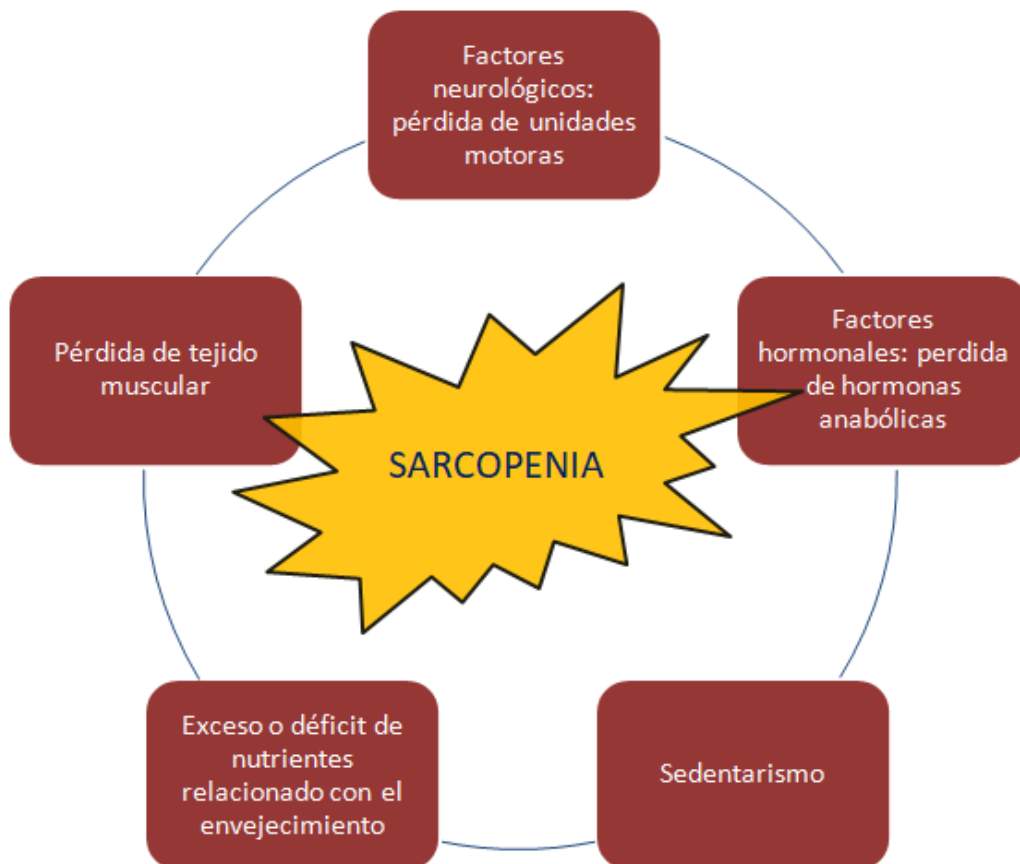 Factores
neurológicos:
pérdida de unidades
motoras
Factores
hormonales: perdida
de hormonas
anabólicas
Sedentarismo
Exceso o déficit de
nutrientes
relacionado con el
envejecimiento
Pérdida de tejido
muscular
SARCOPENIA